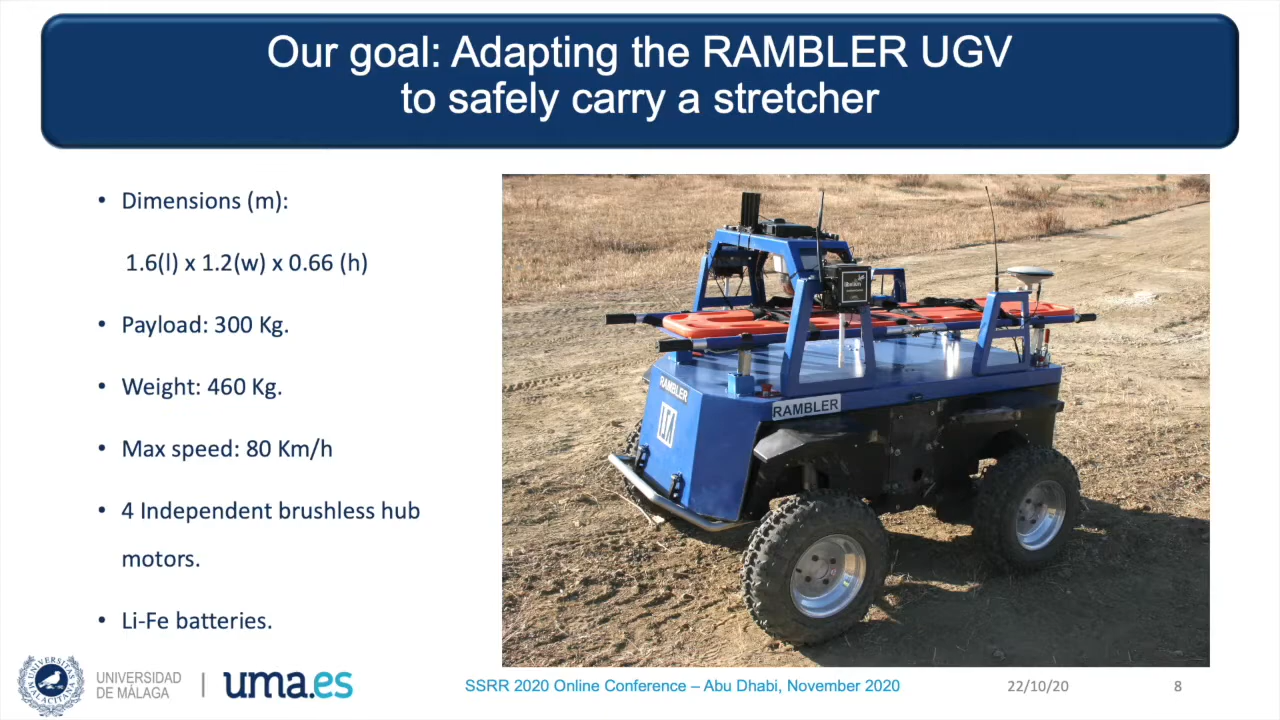 Our goal: Adapting the RAMBLER UGV
to safely carry a stretcher
• Dimensions (m):
1.6(l) x 1.2(w) x 0.66 (h)
• Payload: 300 Kg.
• Weight: 460 Kg.
• Max speed: 80 Km/h
• 4 Independent brushless hub
motors.
• Li-Fe batteries.
RAMBLER
RAMBLER
UNIVERSITAS
MALACITANA
UNIVERSIDAD
DE MÁLAGA
uma.es
SSRR 2020 Online Conference – Abu Dhabi, November 2020
22/10/20
8